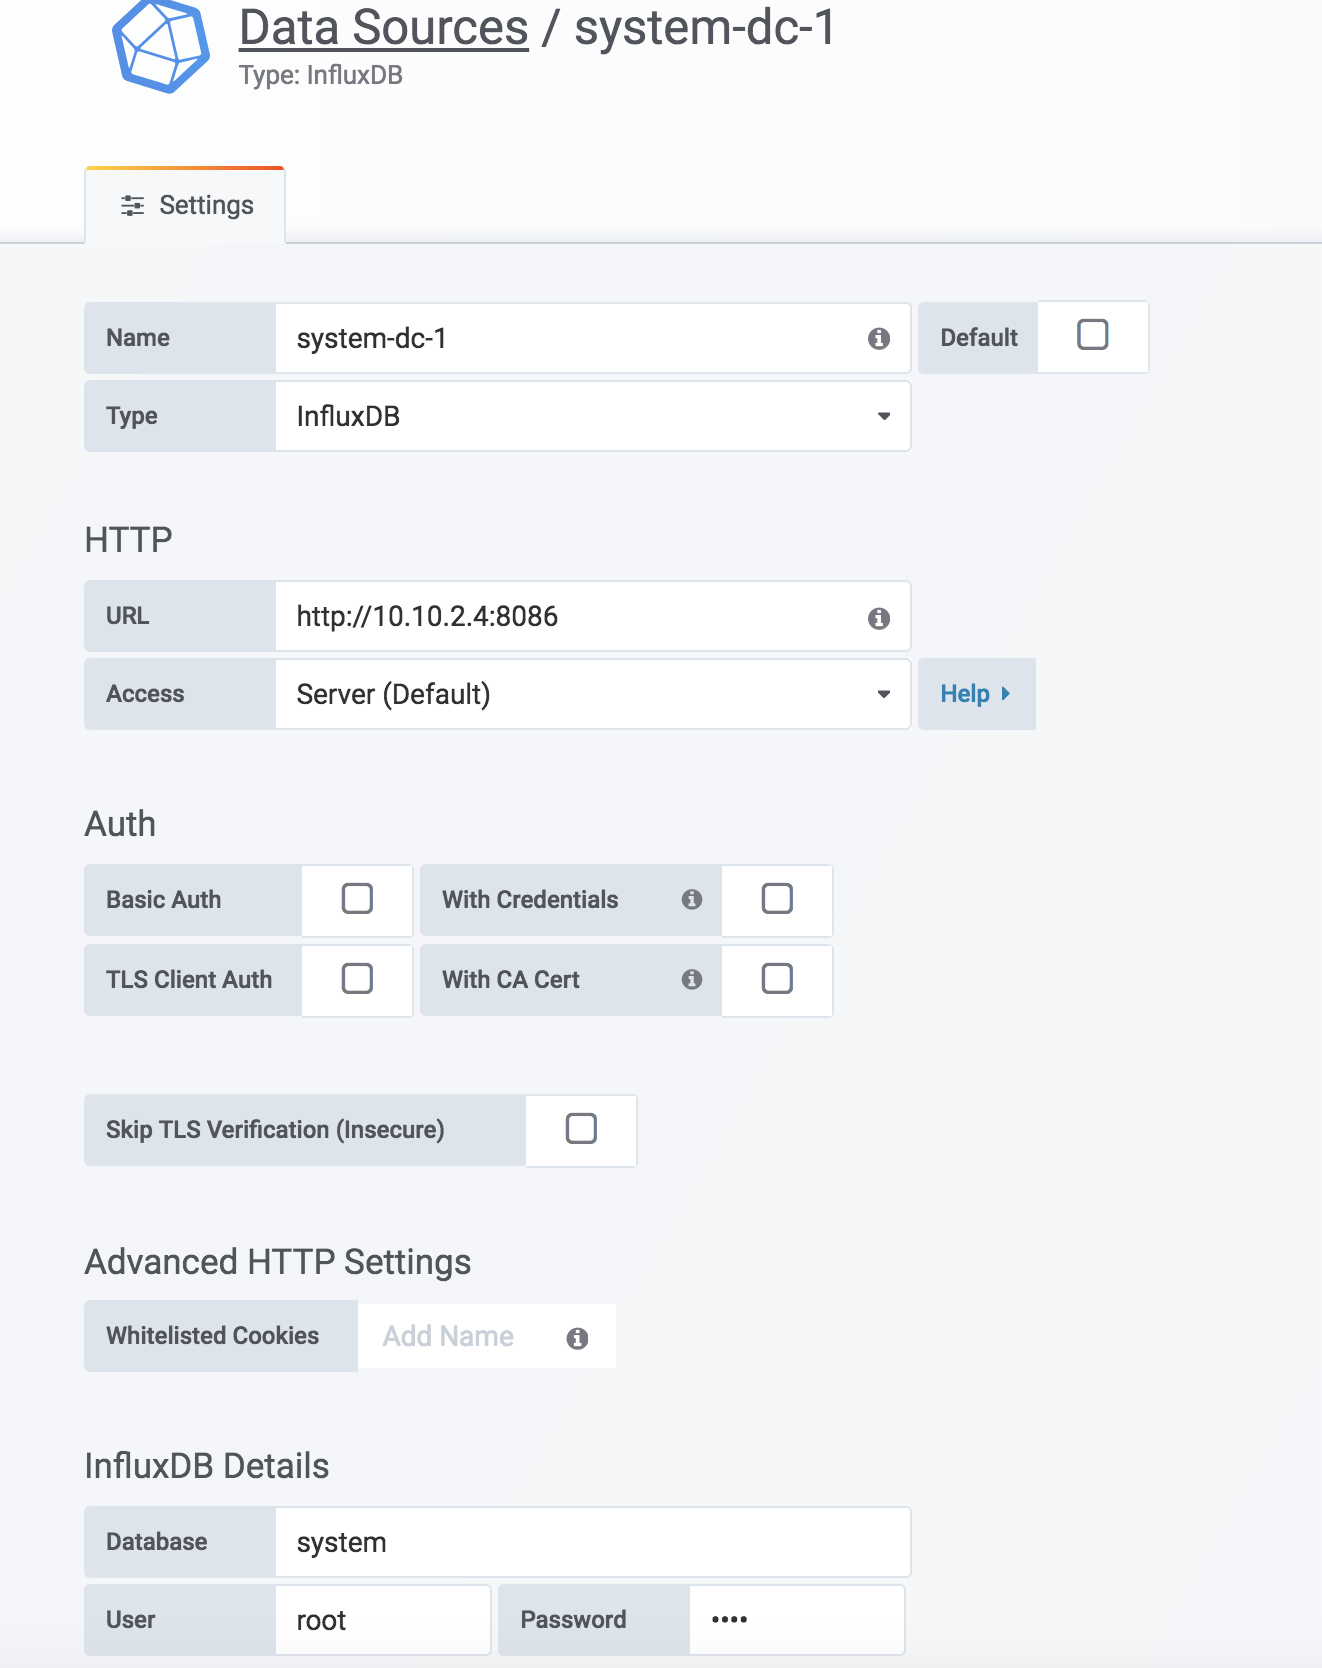 Data Sources / system-dc-1
Type: InfluxDB
Settings
Name system-dc-1 Default
Type InfluxDB
HTTP
URL http://10.10.2.4:8086
Access Server (Default) Help
Auth
Basic Auth With Credentials
TLS Client Auth With CA Cert
Skip TLS Verification (Insecure)
Advanced HTTP Settings
Whitelisted Cookies Add Name
InfluxDB Details
Database system
User root Password ••••